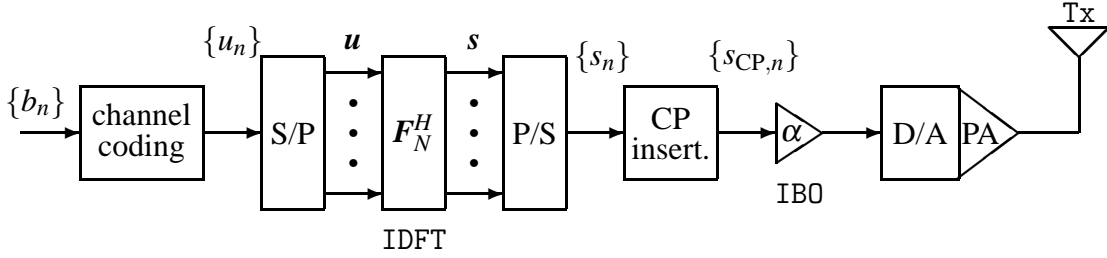 Tx
{u_n} u s {s_n} {s_CP,n}
{b_n}
channel
coding
S/P
F_N^H
P/S
CP
insert.
α
D/A
PA
IBO
IDFT